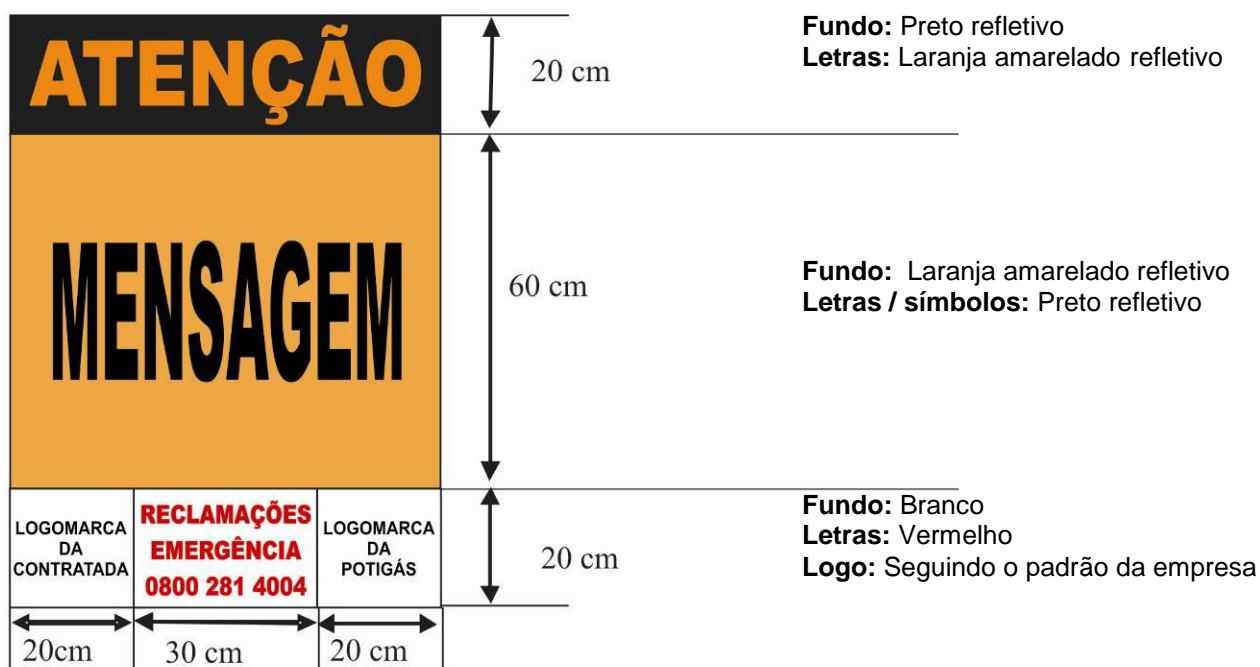 ATENÇÃO
20 cm
Fundo: Preto refletivo
Letras: Laranja amarelado refletivo
MENSAGEM
60 cm
Fundo: Laranja amarelado refletivo
Letras / símbolos: Preto refletivo
LOGOMARCA
DA
CONTRATADA
RECLAMAÇÕES
EMERGÊNCIA
0800 281 4004
LOGOMARCA
DA
POTIGÁS
20 cm
Fundo: Branco
Letras: Vermelho
Logo: Seguindo o padrão da empresa
20cm
30 cm
20 cm